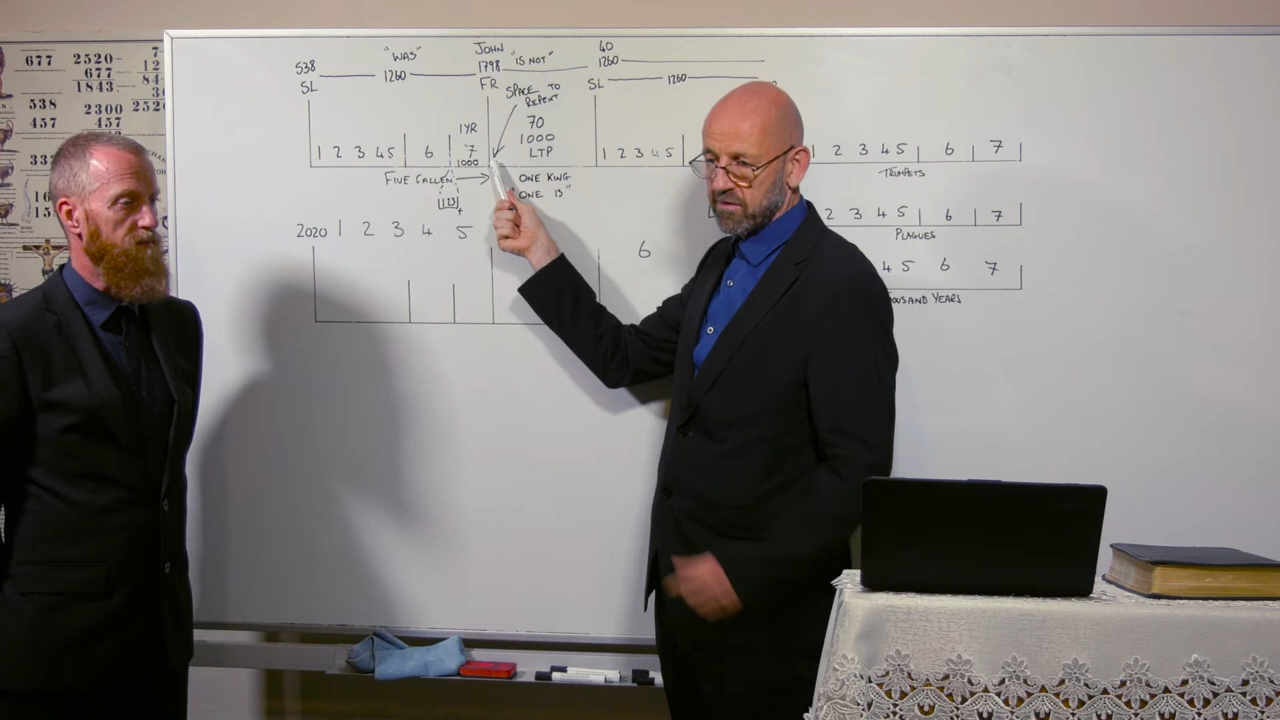 677 2520
677
1843
538 2300 252
457 457
"WAS" JOHN "IS NOT" 40
538 1260 1798 1260
SL FR SL 1260
SPACE TO
REPENT
1YR 70
1000
1 2 3 4 5 6 7 LTP 1 2 3 4 5 2 3 4 5 6 7
1000
TRUMPETS
FIVE FALLEN ONE KING
123 ONE IS"
2 3 4 5 6 7
2020 1 2 3 4 5 PLAGUES
6
4 5 6 7
YEARS